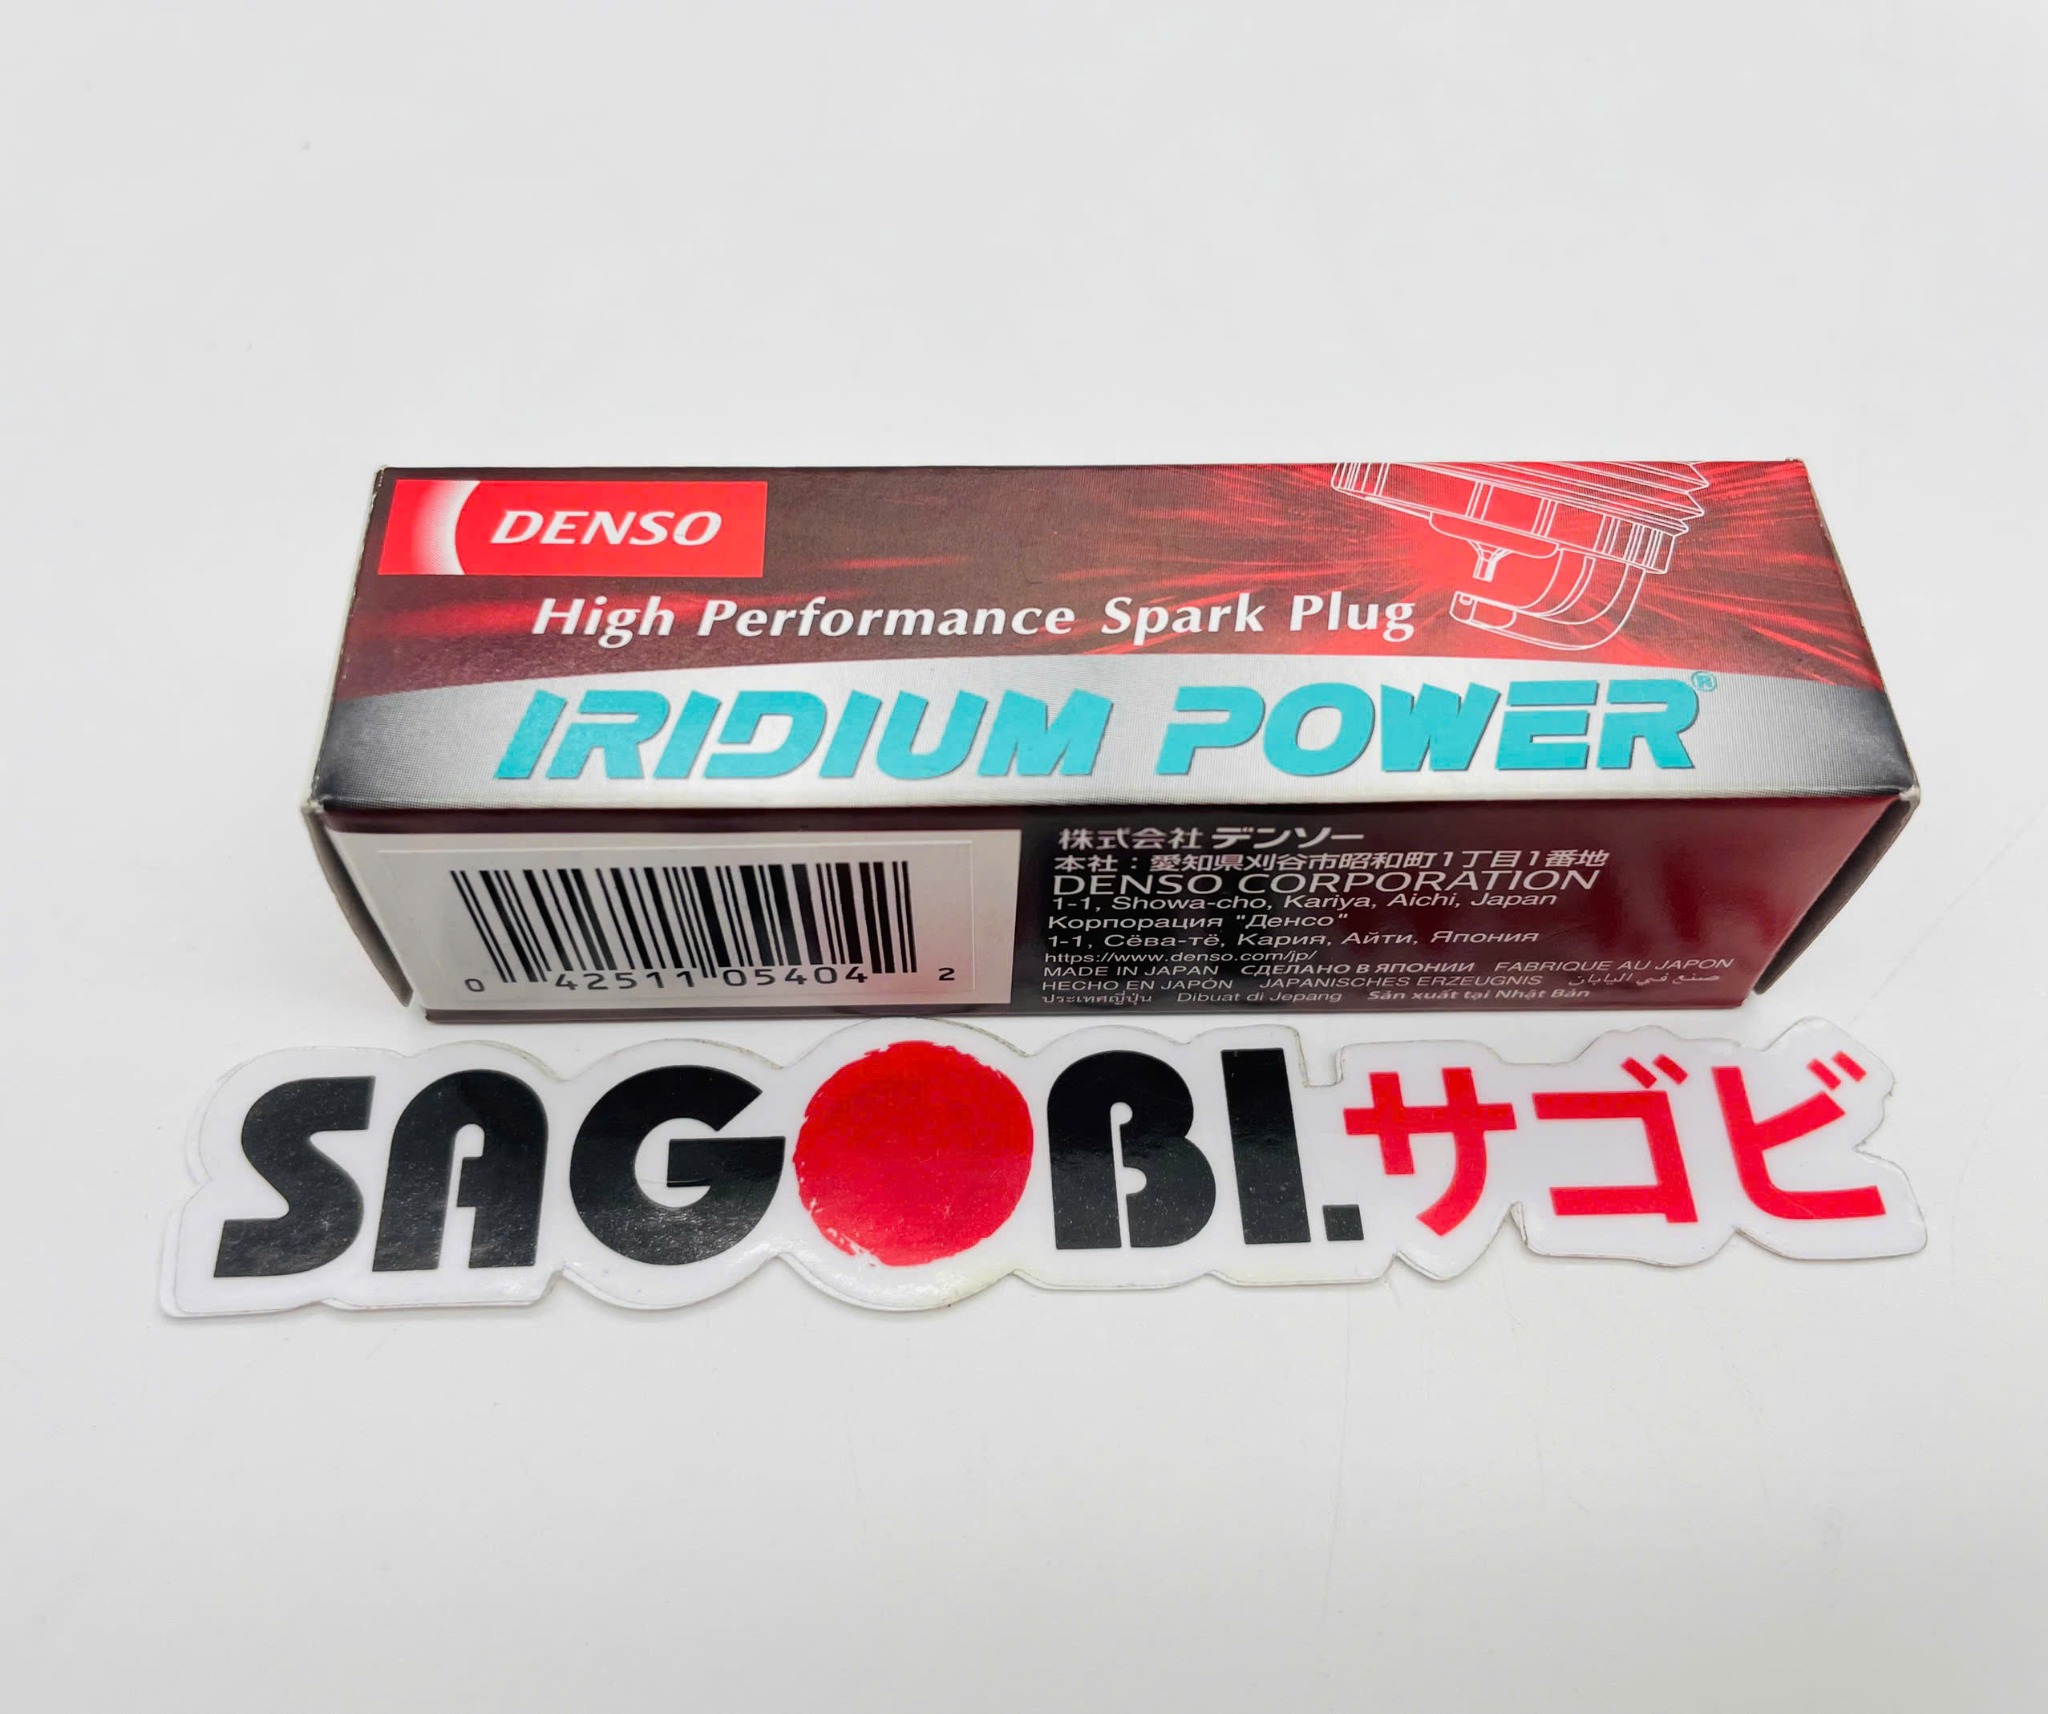 DENSO
High Performance Spark Plug
IRIDIUM POWER®
株式会社 デンソー
本社：愛知県刈谷市昭和町1丁目1番地
DENSO CORPORATION
1-1, Showa-cho, Kariya, Aichi, Japan
Корпорация "Денсо"
1-1, Сёва-тё, Кария, Айти, Япония
https://www.denso.com/jp/
MADE IN JAPAN СДЕЛАНО В ЯПОНИИ FABRIQUE AU JAPON
HECHO EN JAPÓN JAPANISCHES ERZEUGNIS صنع في اليابان
ประเทศญี่ปุ่น Dibuat di Jepang Sản xuất tại Nhật Bản
0 42511 05404 2
SAGOBI.サゴビ